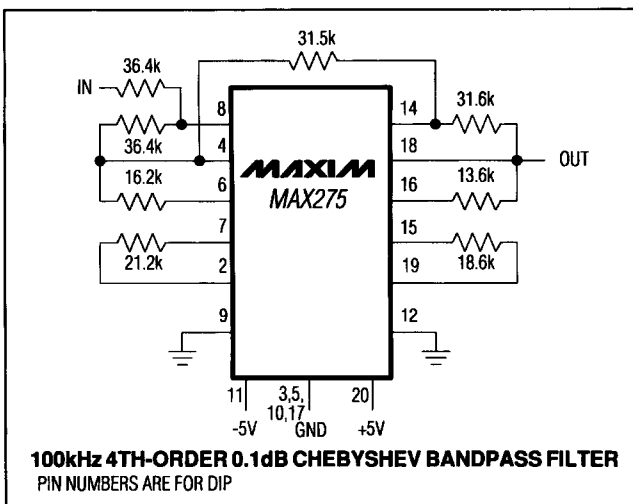 31.5k
36.4k
IN
8
14
31.6k
36.4k
4
18
OUT
MAXIM
MAX275
16.2k
6
16
13.6k
7
15
21.2k
2
19
18.6k
9
12
11
3,5,
10,17
20
-5V
GND
+5V
100kHz 4TH-ORDER 0.1dB CHEBYSHEV BANDPASS FILTER
PIN NUMBERS ARE FOR DIP